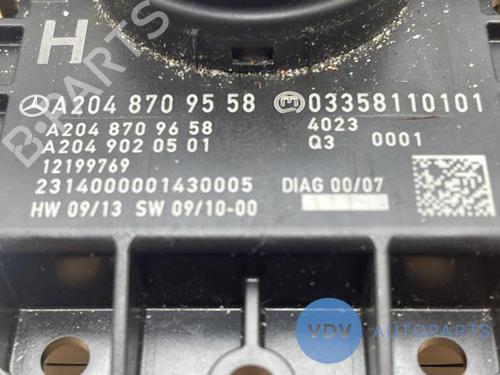 H
A204 870 95 58 03358110101
A204 870 96 58 4023
A204 902 05 01 Q3 0001
12199769
2314000001430005 DIAG 00/07
HW 09/13 SW 09/10-00
B-PARTS
VDV
AUTOPARTS